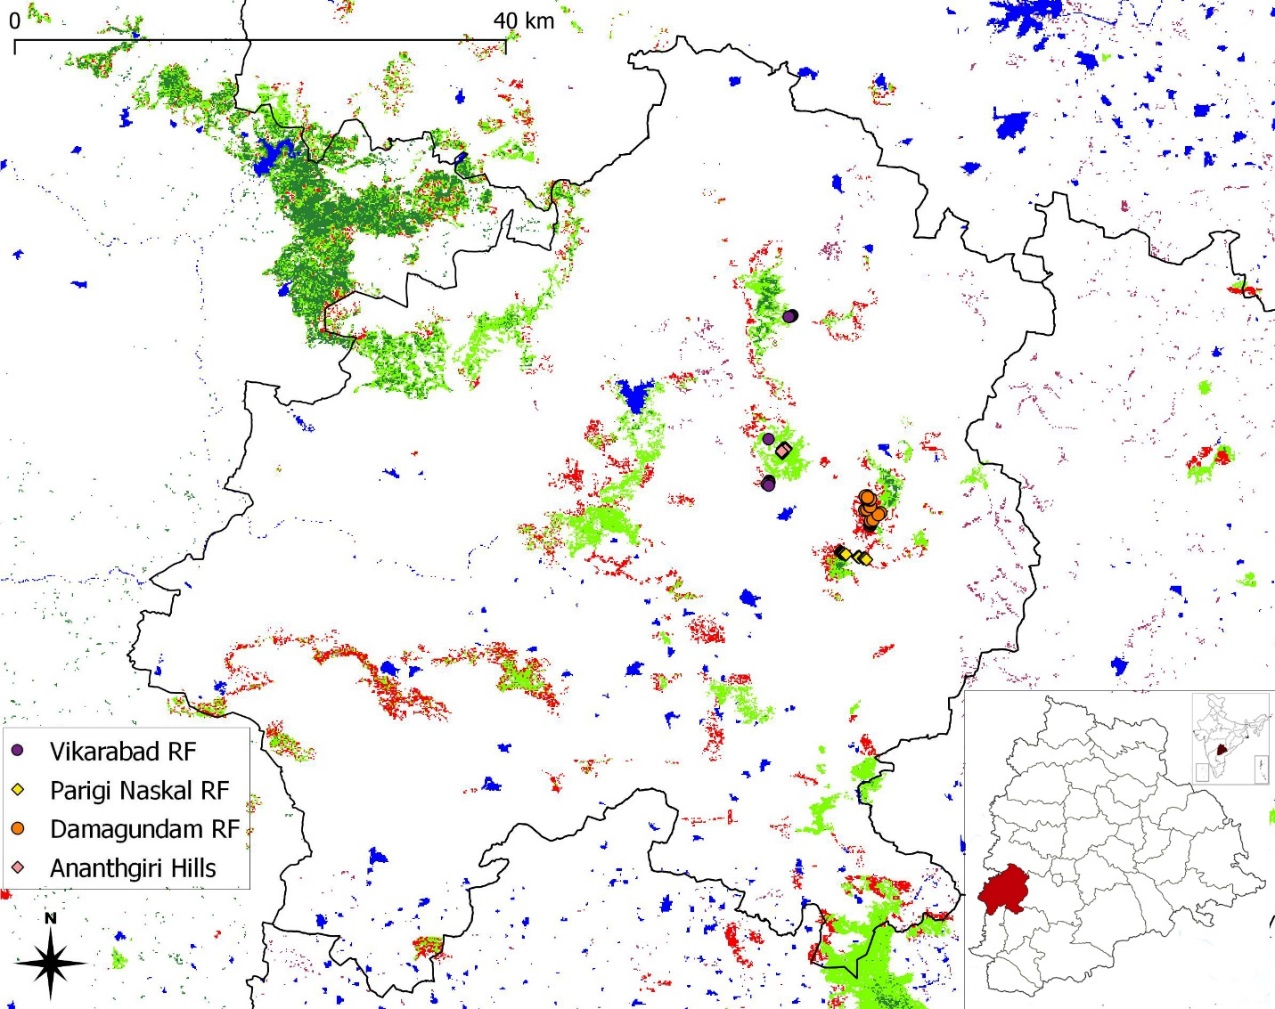 0 40 km
Vikarabad RF
Parigi Naskal RF
Damagundam RF
Ananthgiri Hills
N